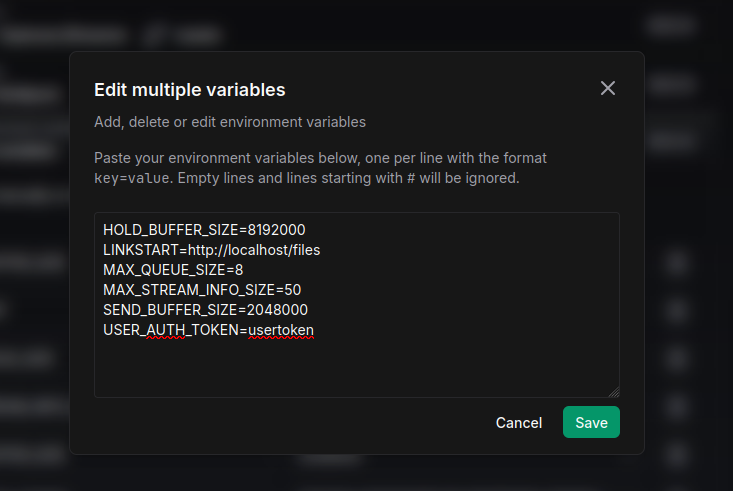 Edit multiple variables
Add, delete or edit environment variables
Paste your environment variables below, one per line with the format
key=value. Empty lines and lines starting with # will be ignored.
HOLD_BUFFER_SIZE=8192000
LINKSTART=http://localhost/files
MAX_QUEUE_SIZE=8
MAX_STREAM_INFO_SIZE=50
SEND_BUFFER_SIZE=2048000
USER_AUTH_TOKEN=usertoken
Cancel
Save